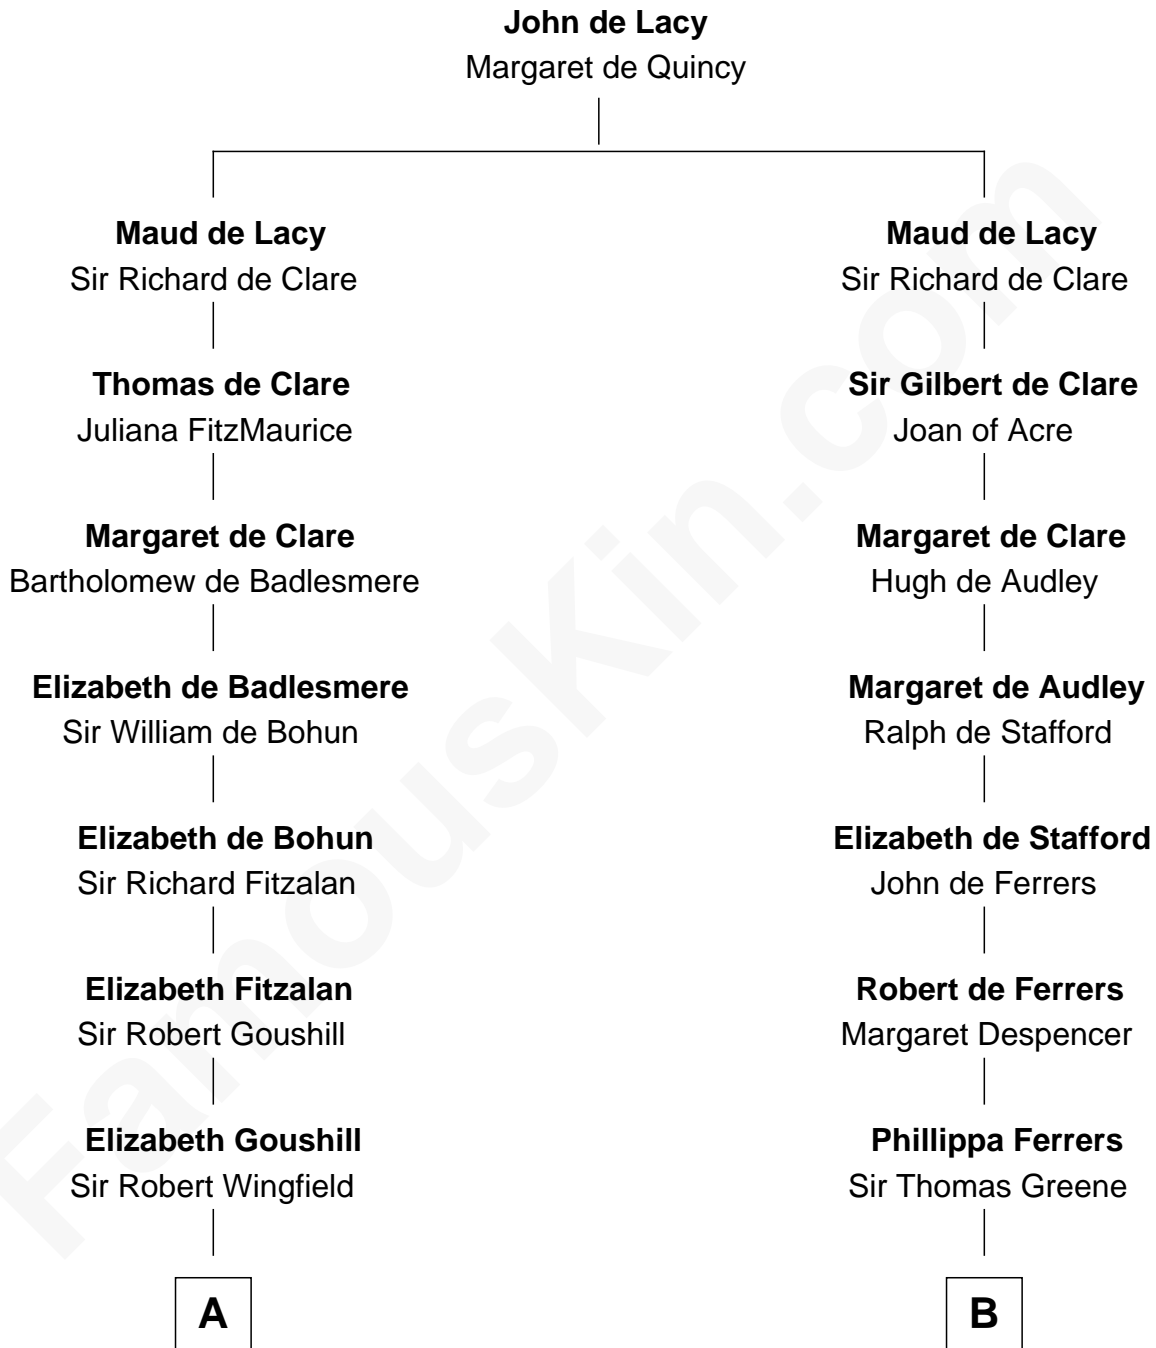 John de Lacy
Margaret de Quincy
Maud de Lacy
Sir Richard de Clare
Thomas de Clare
Juliana FitzMaurice
Margaret de Clare
Bartholomew de Badlesmere
Elizabeth de Badlesmere
Sir William de Bohun
Elizabeth de Bohun
Sir Richard Fitzalan
Elizabeth Fitzalan
Sir Robert Goushill
Elizabeth Goushill
Sir Robert Wingfield
A
Maud de Lacy
Sir Richard de Clare
Sir Gilbert de Clare
Joan of Acre
Margaret de Clare
Hugh de Audley
Margaret de Audley
Ralph de Stafford
Elizabeth de Stafford
John de Ferrers
Robert de Ferrers
Margaret Despencer
Phillippa Ferrers
Sir Thomas Greene
B
FamousKin.com